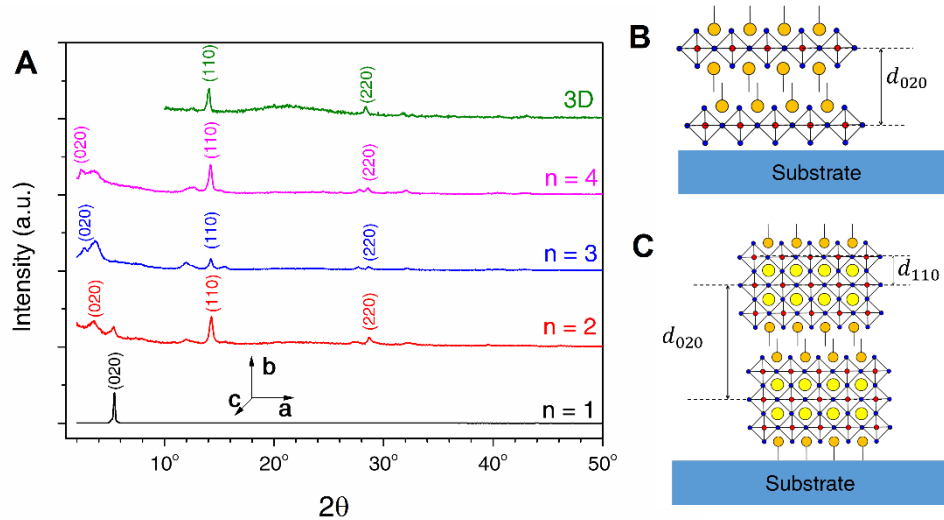 A
Intensity (a.u.)
(110)
(220)
3D
(020)
(110)
(220)
n = 4
(020)
(110)
(220)
n = 3
(020)
(110)
(220)
n = 2
(020)
b
c
a
n = 1
10°
20°
30°
40°
50°
2θ
B
d020
Substrate
C
d110
d020
Substrate